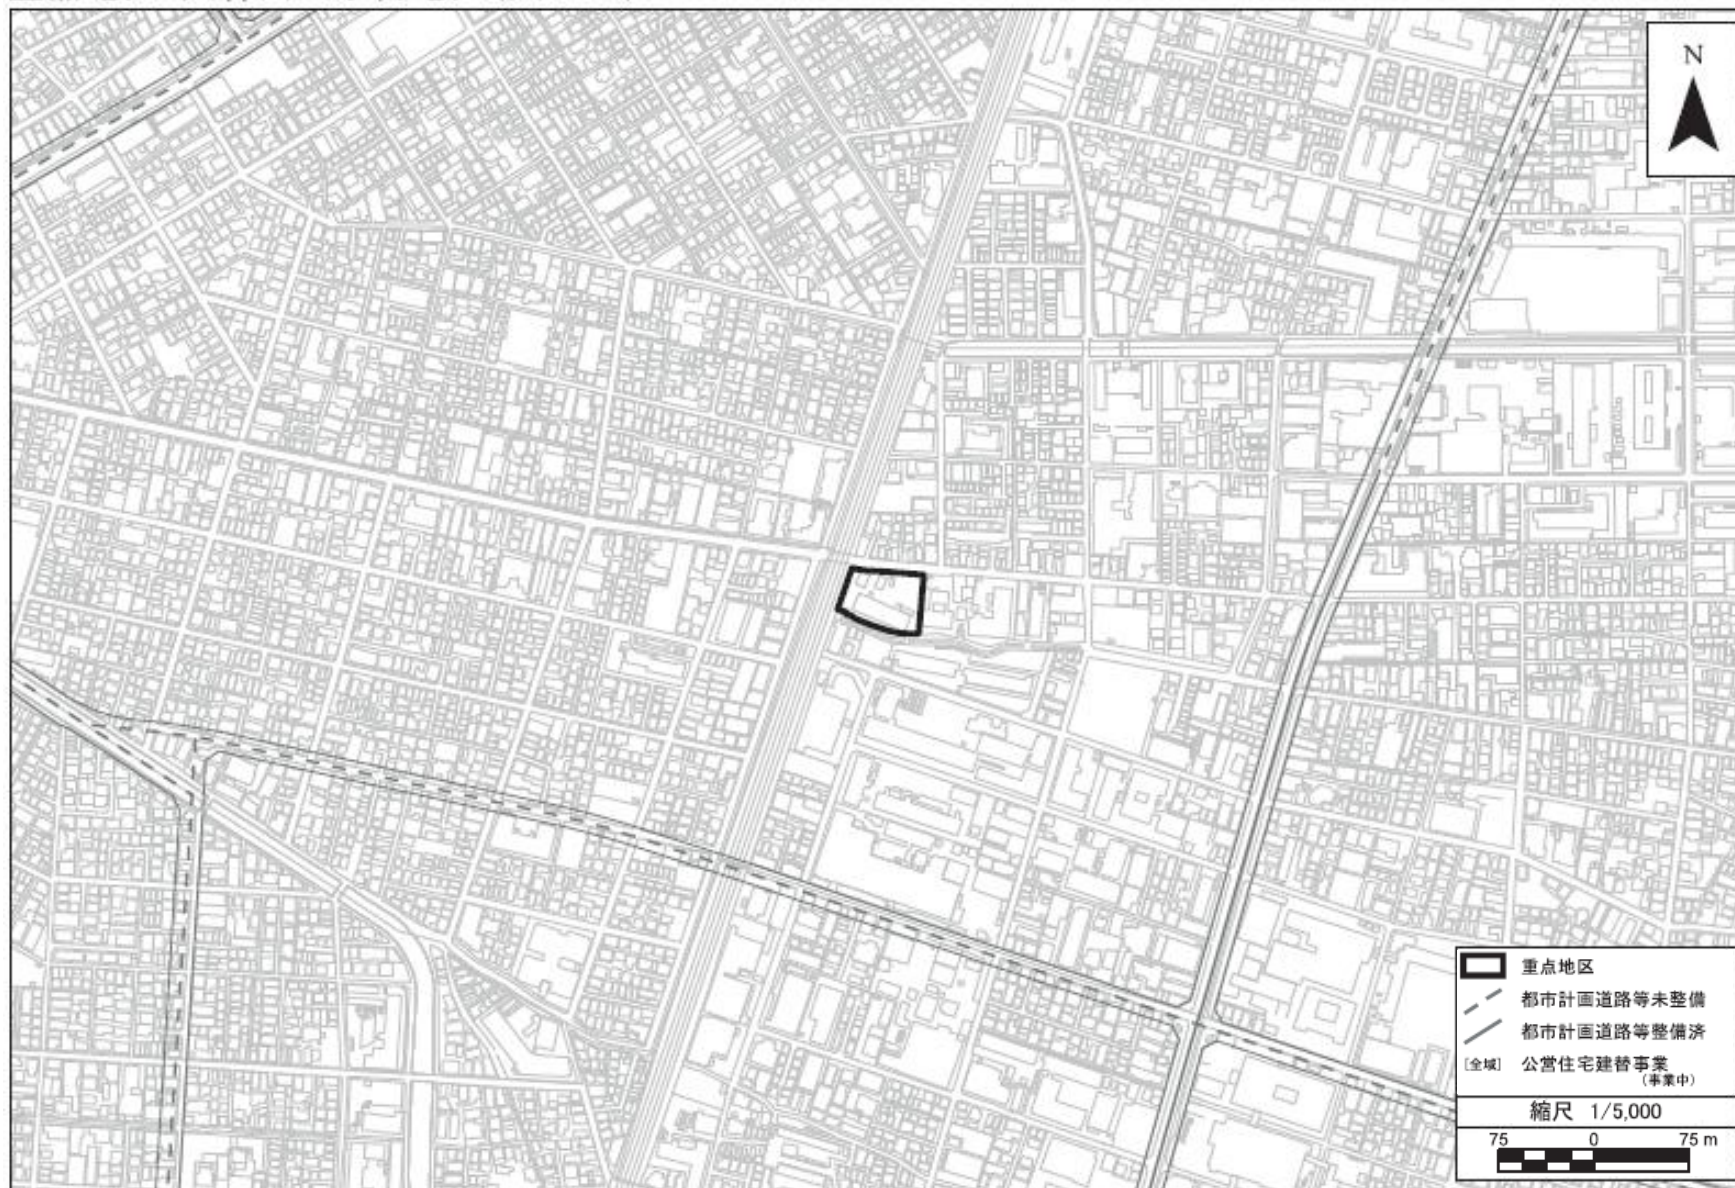 N
重点地区
都市計画道路等未整備
都市計画道路等整備済
[全域] 公営住宅建替事業
(事業中)
縮尺 1/5,000
75 0 75 m